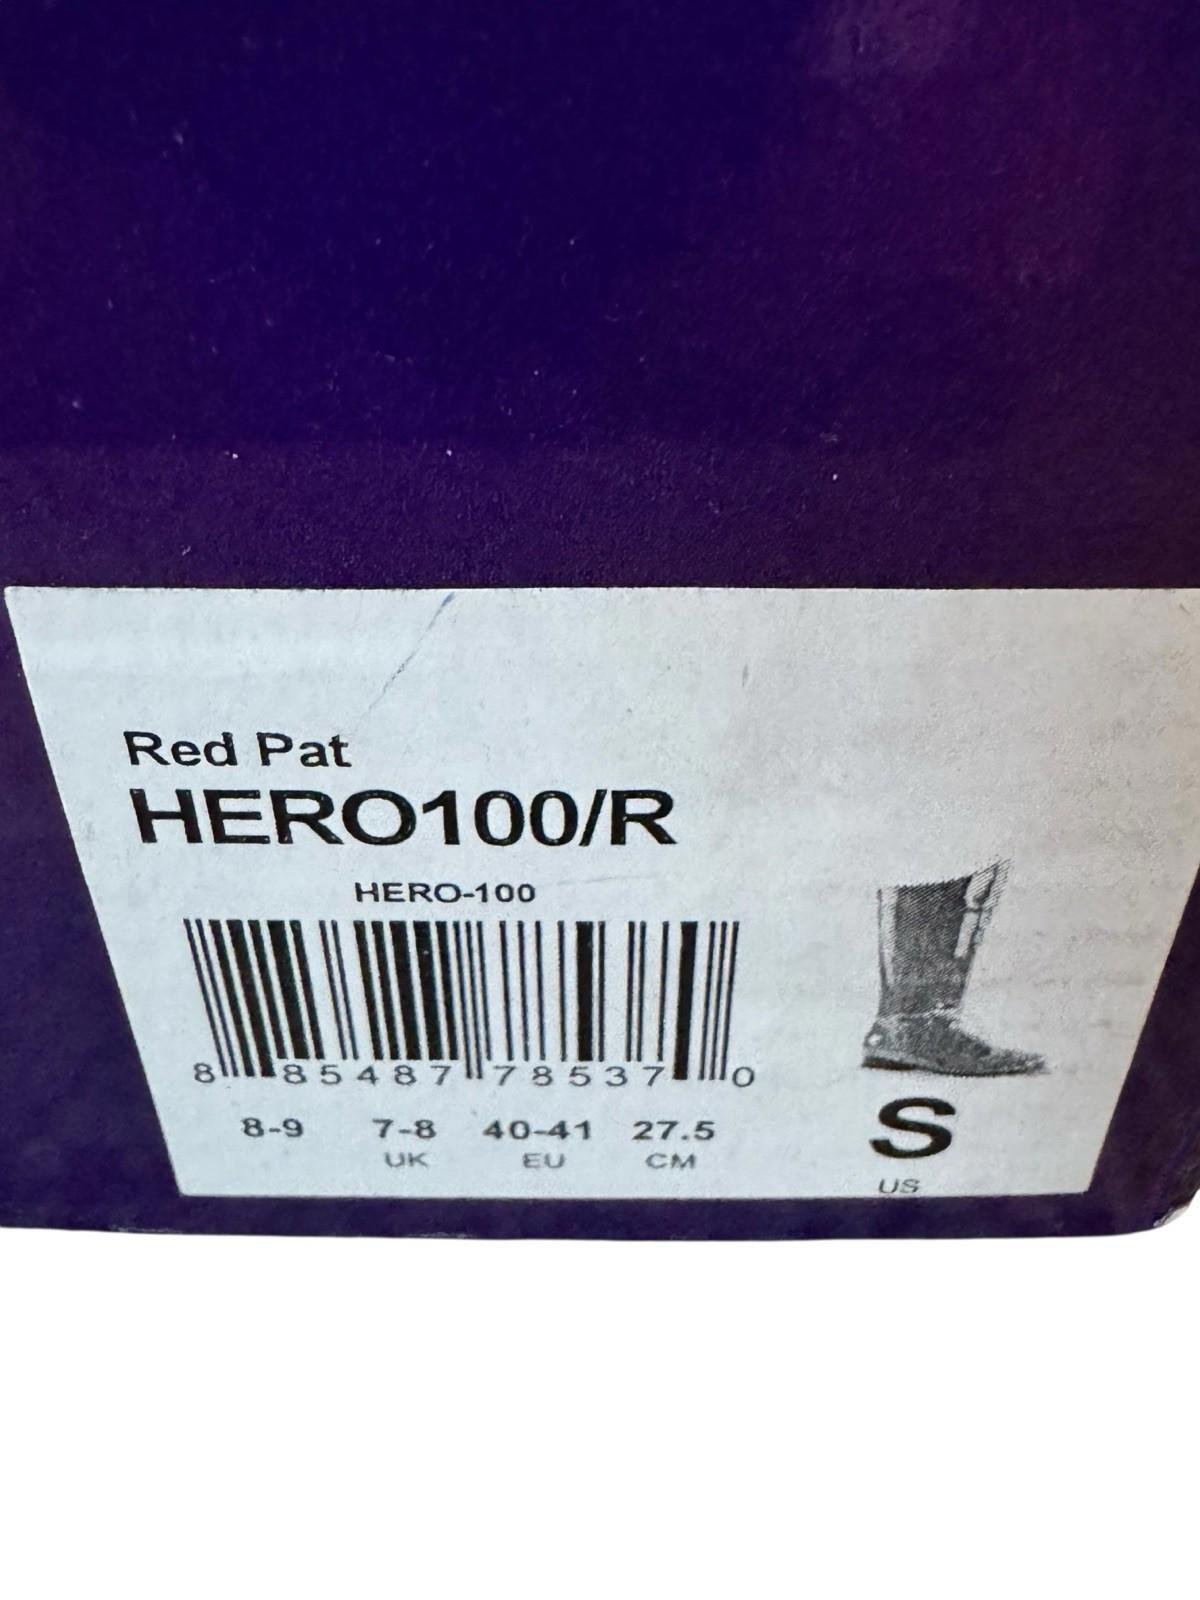 Red Pat
HERO100/R
HERO-100
8 85487 78537 0
8-9 7-8 40-41 27.5 S
UK EU CM US